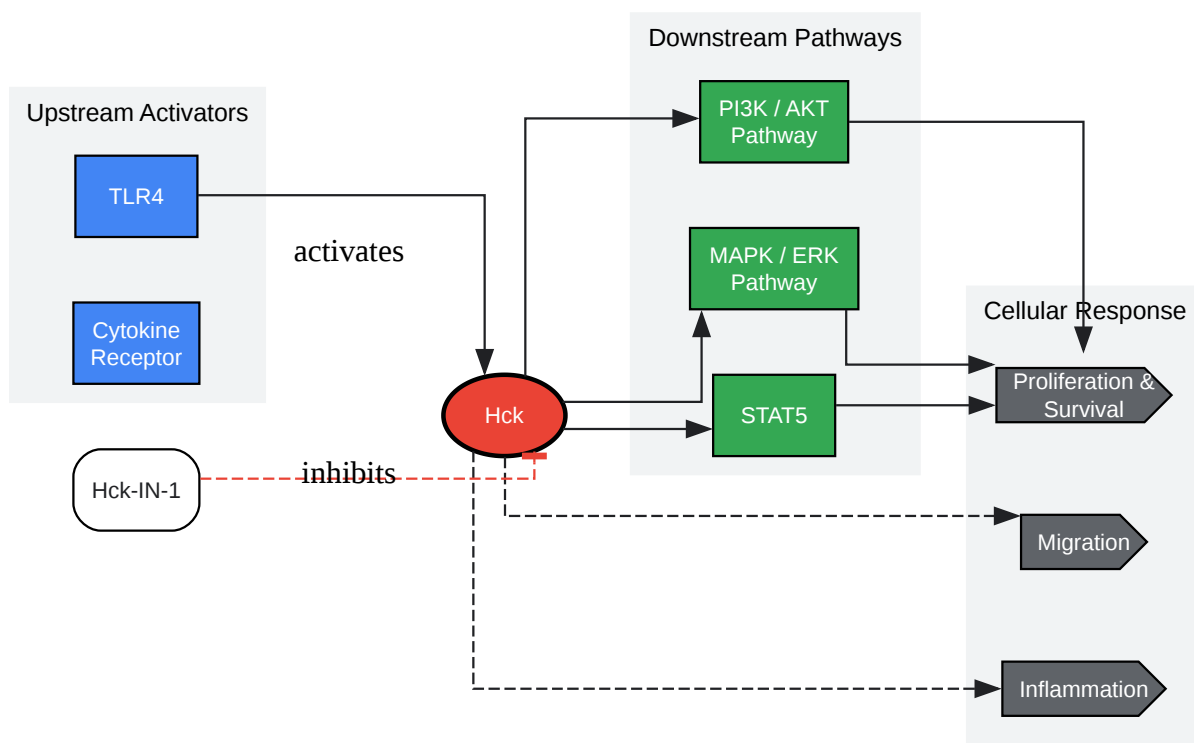 Downstream Pathways
Upstream Activators
PI3K / AKT
Pathway
TLR4
activates
MAPK / ERK
Pathway
Cytokine
Receptor
Cellular Response
Proliferation &
Survival
Hck
STAT5
inhibits
Hck-IN-1
Migration
Inflammation